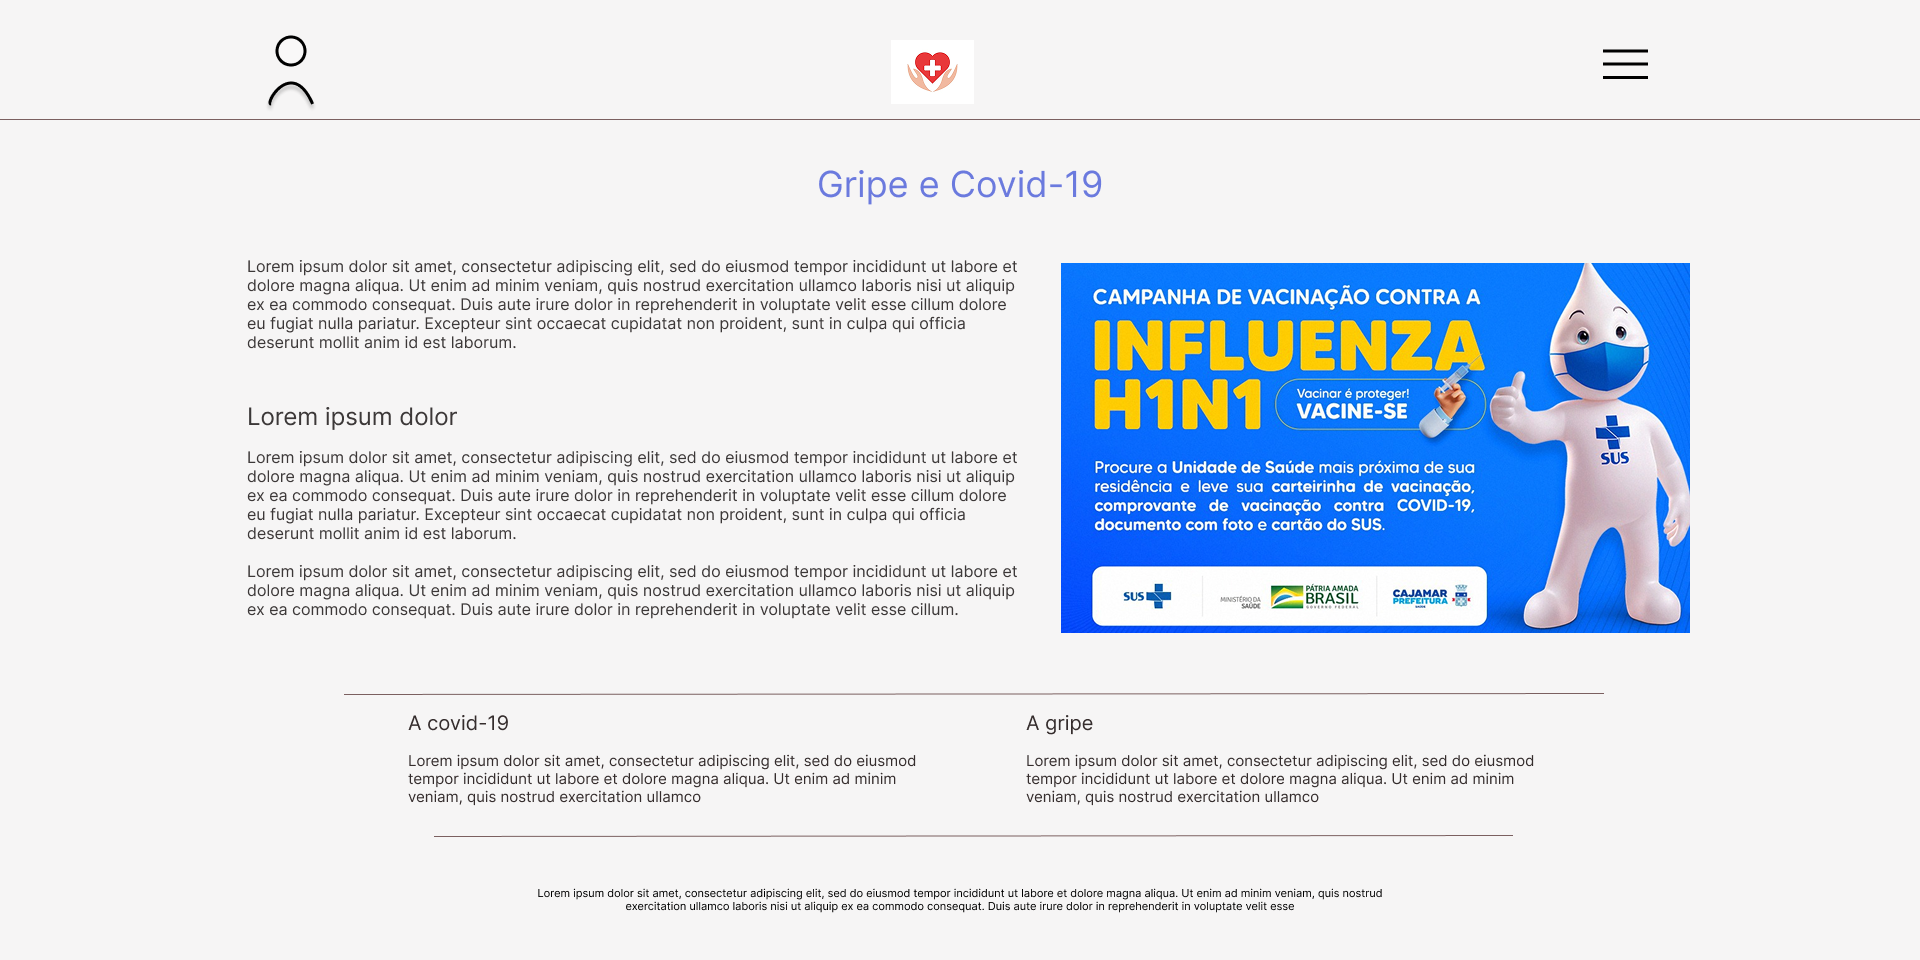 Gripe e Covid-19
Lorem ipsum dolor sit amet, consectetur adipiscing elit, sed do eiusmod tempor incididunt ut labore et
dolore magna aliqua. Ut enim ad minim veniam, quis nostrud exercitation ullamco laboris nisi ut aliquip
ex ea commodo consequat. Duis aute irure dolor in reprehenderit in voluptate velit esse cillum dolore
eu fugiat nulla pariatur. Excepteur sint occaecat cupidatat non proident, sunt in culpa qui officia
deserunt mollit anim id est laborum.
Lorem ipsum dolor
Lorem ipsum dolor sit amet, consectetur adipiscing elit, sed do eiusmod tempor incididunt ut labore et
dolore magna aliqua. Ut enim ad minim veniam, quis nostrud exercitation ullamco laboris nisi ut aliquip
ex ea commodo consequat. Duis aute irure dolor in reprehenderit in voluptate velit esse cillum dolore
eu fugiat nulla pariatur. Excepteur sint occaecat cupidatat non proident, sunt in culpa qui officia
deserunt mollit anim id est laborum.
Lorem ipsum dolor sit amet, consectetur adipiscing elit, sed do eiusmod tempor incididunt ut labore et
dolore magna aliqua. Ut enim ad minim veniam, quis nostrud exercitation ullamco laboris nisi ut aliquip
ex ea commodo consequat. Duis aute irure dolor in reprehenderit in voluptate velit esse cillum.
CAMPANHA DE VACINAÇÃO CONTRA A
INFLUENZA
H1N1
Vacinar é proteger!
VACINE-SE
SUS
Procure a Unidade de Saúde mais próxima de sua
residência e leve sua carteirinha de vacinação,
comprovante de vacinação contra COVID-19,
documento com foto e cartão do SUS.
SUS
MINISTÉRIO DA
SAÚDE
PÁTRIA AMADA
BRASIL
GOVERNO FEDERAL
CAJAMAR
PREFEITURA
SAÚDE
A covid-19
Lorem ipsum dolor sit amet, consectetur adipiscing elit, sed do eiusmod
tempor incididunt ut labore et dolore magna aliqua. Ut enim ad minim
veniam, quis nostrud exercitation ullamco
A gripe
Lorem ipsum dolor sit amet, consectetur adipiscing elit, sed do eiusmod
tempor incididunt ut labore et dolore magna aliqua. Ut enim ad minim
veniam, quis nostrud exercitation ullamco
Lorem ipsum dolor sit amet, consectetur adipiscing elit, sed do eiusmod tempor incididunt ut labore et dolore magna aliqua. Ut enim ad minim veniam, quis nostrud
exercitation ullamco laboris nisi ut aliquip ex ea commodo consequat. Duis aute irure dolor in reprehenderit in voluptate velit esse